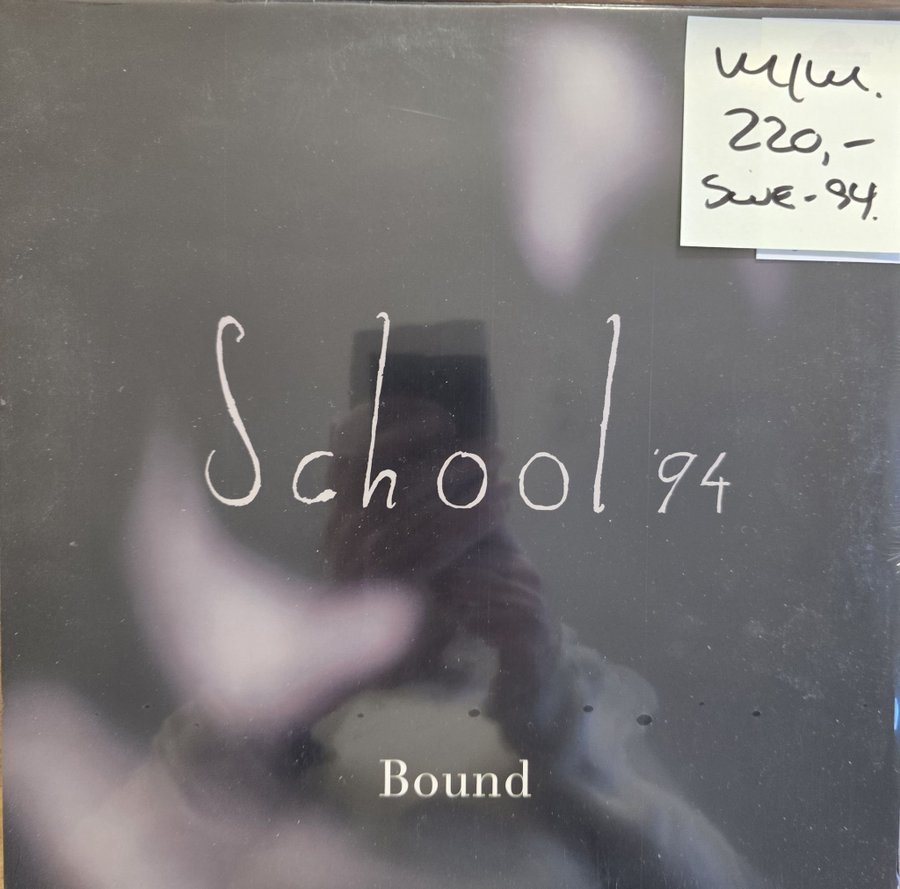 M/M.
220,-
SWE-94.
School '94
Bound